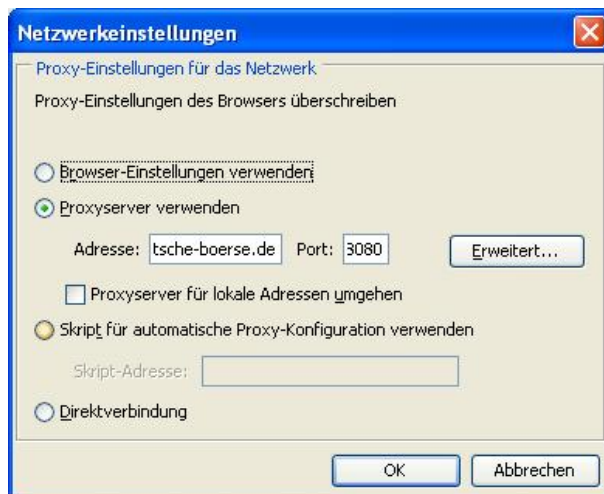 Netzwerkeinstellungen
Proxy-Einstellungen für das Netzwerk
Proxy-Einstellungen des Browsers überschreiben
Browser-Einstellungen verwenden
Proxyserver verwenden
Adresse: tsche-boerse.de Port: 3080 Erweitert...
Proxyserver für lokale Adressen umgehen
Skript für automatische Proxy-Konfiguration verwenden
Skript-Adresse:
Direktverbindung
OK Abbrechen